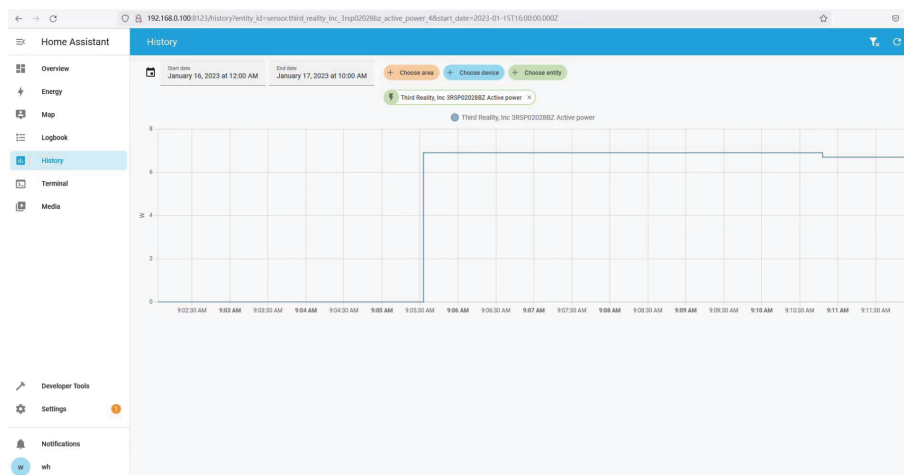 192.168.0.100:8123/history?entity_id=sensor.third_reality_inc_3rsp02028bz_active_power_4&start_date=2023-01-15T16:00:00.000Z
Home Assistant
History
Overview
Energy
Map
Logbook
History
Terminal
Media
Developer Tools
Settings
1
Notifications
w
wh
Start date
January 16, 2023 at 12:00 AM
End date
January 17, 2023 at 10:00 AM
+ Choose area
+ Choose device
+ Choose entity
Third Reality, Inc 3RSP02028BZ Active power ×
Third Reality, Inc 3RSP02028BZ Active power
8
6
W
4
2
0
9:02:30 AM 9:03 AM 9:03:30 AM 9:04 AM 9:04:30 AM 9:05 AM 9:05:30 AM 9:06 AM 9:06:30 AM 9:07 AM 9:07:30 AM 9:08 AM 9:08:30 AM 9:09 AM 9:09:30 AM 9:10 AM 9:10:30 AM 9:11 AM 9:11:30 AM